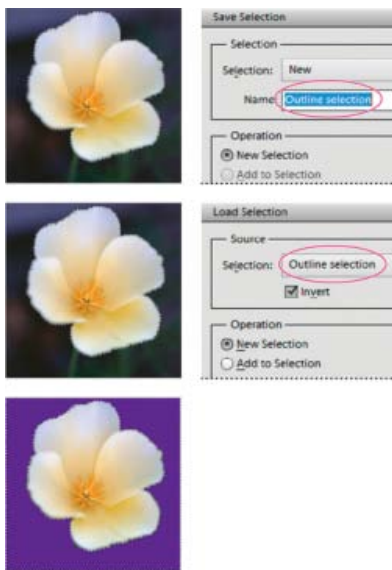 Save Selection
Selection
Selection: New
Name: Outline selection
Operation
New Selection
Add to Selection
Load Selection
Source
Selection: Outline selection
Invert
Operation
New Selection
Add to Selection